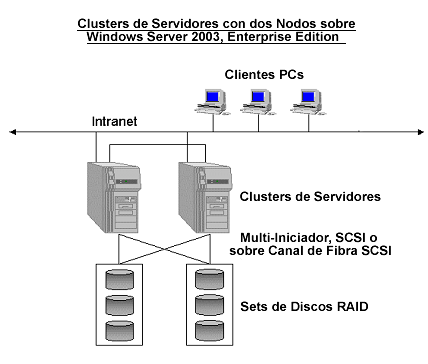 Clusters de Servidores con dos Nodos sobre
Windows Server 2003, Enterprise Edition
Clientes PCs
Intranet
Clusters de Servidores
Multi-Iniciador, SCSI o
sobre Canal de Fibra SCSI
Sets de Discos RAID